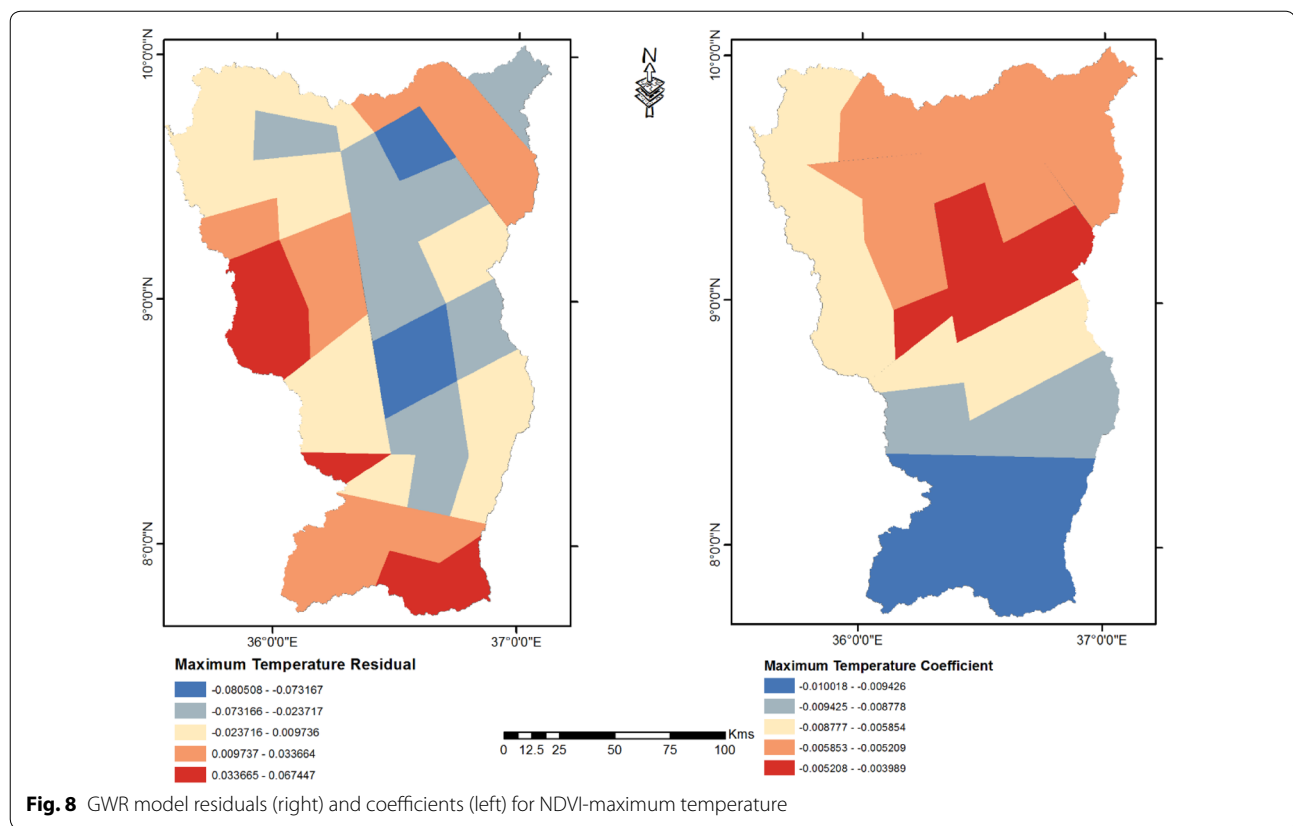 N
10°0'0"N
9°0'0"N
8°0'0"N
36°0'0"E
37°0'0"E
10°0'0"N
9°0'0"N
8°0'0"N
36°0'0"E
37°0'0"E
Maximum Temperature Residual
-0.080508 - -0.073167
-0.073166 - -0.023717
-0.023716 - 0.009736
0.009737 - 0.033664
0.033665 - 0.067447
Kms
0 12.5 25 50 75 100
Maximum Temperature Coefficient
-0.010018 - -0.009426
-0.009425 - -0.008778
-0.008777 - -0.005854
-0.005853 - -0.005209
-0.005208 - -0.003989
Fig. 8 GWR model residuals (right) and coefficients (left) for NDVI-maximum temperature